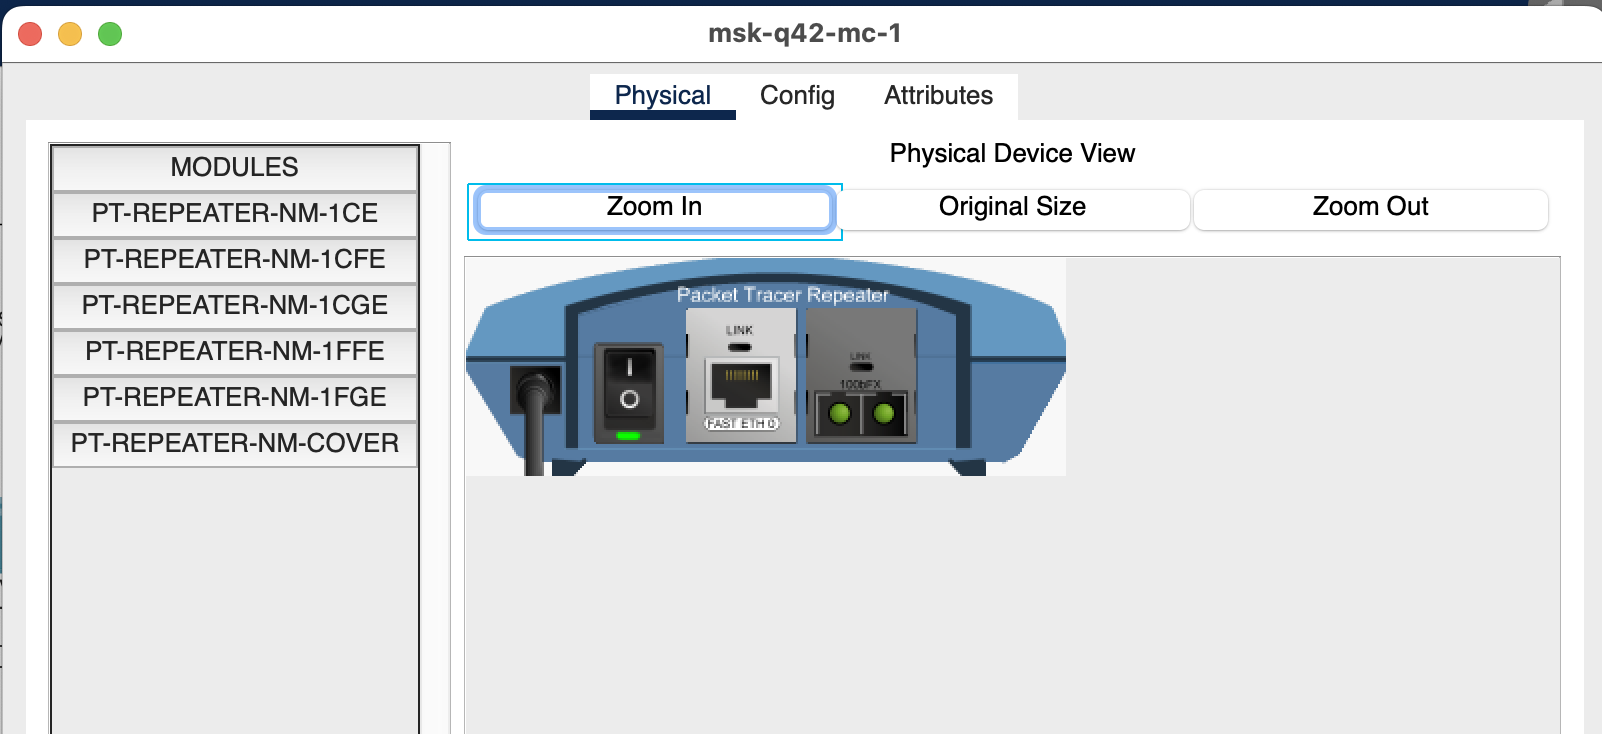 msk-q42-mc-1
Physical Config Attributes
MODULES
PT-REPEATER-NM-1CE
PT-REPEATER-NM-1CFE
PT-REPEATER-NM-1CGE
PT-REPEATER-NM-1FFE
PT-REPEATER-NM-1FGE
PT-REPEATER-NM-COVER
Physical Device View
Zoom In Original Size Zoom Out
Packet Tracer Repeater
LINK
FAST ETH 0
LINK
100bFX